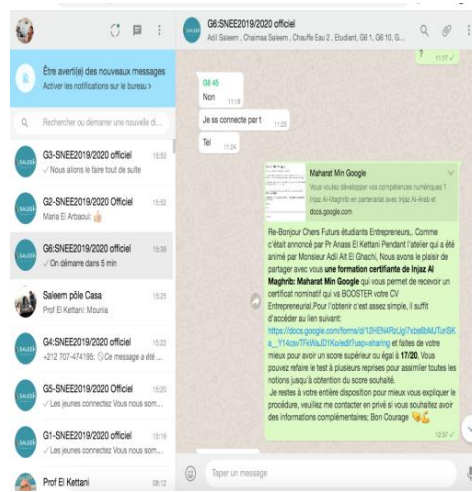 Être averti(e) des nouveaux messages
Activer les notifications sur le bureau >
Rechercher ou démarrer une nouvelle di...
G3-SNEE2019/2020 officiel 15:53
✓ Nous allons le faire tout de suite
G2-SNEE2019/2020 officiel 15:52
Maria El Arbaoui: 👍
G6:SNEE2019/2020 officiel 15:39
✓ On démarre dans 5 min
Saleem pôle Casa 15:25
Prof El Kettani: Mounia
G4:SNEE2019/2020 officiel 15:23
+212 707-474195: Ce message a été ...
G5-SNEE2019/2020 officiel 15:20
✓ Les jeunes connectez Vous nous som...
G1-SNEE2019/2020 officiel 15:19
✓ Les jeunes connectez Vous nous som...
Prof El Kettani 08:12
G6:SNEE2019/2020 officiel
Adil Saleem, Chaimaa Saleem, Chauffe Eau 2, Etudiant, G6 1, G6 10, G...
? 11:17 ✓
G6 45
Non 11:18
Je ss connecte par t 11:23
Tel 11:24
Maharat Min Google
Vous voulez développer vos compétences numériques ?
Injaz Al-Maghrib en partenariat avec Injaz Al-Arab et
docs.google.com
Re-Bonjour Chers Futurs étudiants Entrepreneurs,, Comme
c'était annoncé par Pr Anass El Kettani Pendant l'atelier qui a été
animé par Monsieur Adil Ait El Ghachi, Nous avons le plaisir de
partager avec vous une formation certifiante de Injaz Al
Maghrib: Maharat Min Google qui vous permet de recevoir un
certificat nominatif qui va BOOSTER votre CV
Entrepreneurial.Pour l'obtenir c'est assez simple, il suffit
d'accéder au lien suivant:
et faites de votre
mieux pour avoir un score supérieur ou égal à 17/20, Vous
pouvez refaire le test à plusieurs reprises pour assimiler toutes les
notions jusqu'à obtention du score souhaité.
Je restes à votre entière disposition pour mieux vous expliquer le
procédure, veuillez me contacter en privé si vous souhaitez avoir
des informations complémentaires; Bon Courage 👏💪
12:37 ✓
Taper un message